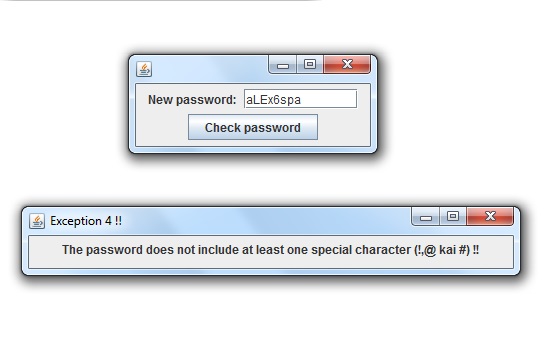 New password: aLEx6spa
Check password
Exception 4 !!
The password does not include at least one special character (!,@ kai #) !!